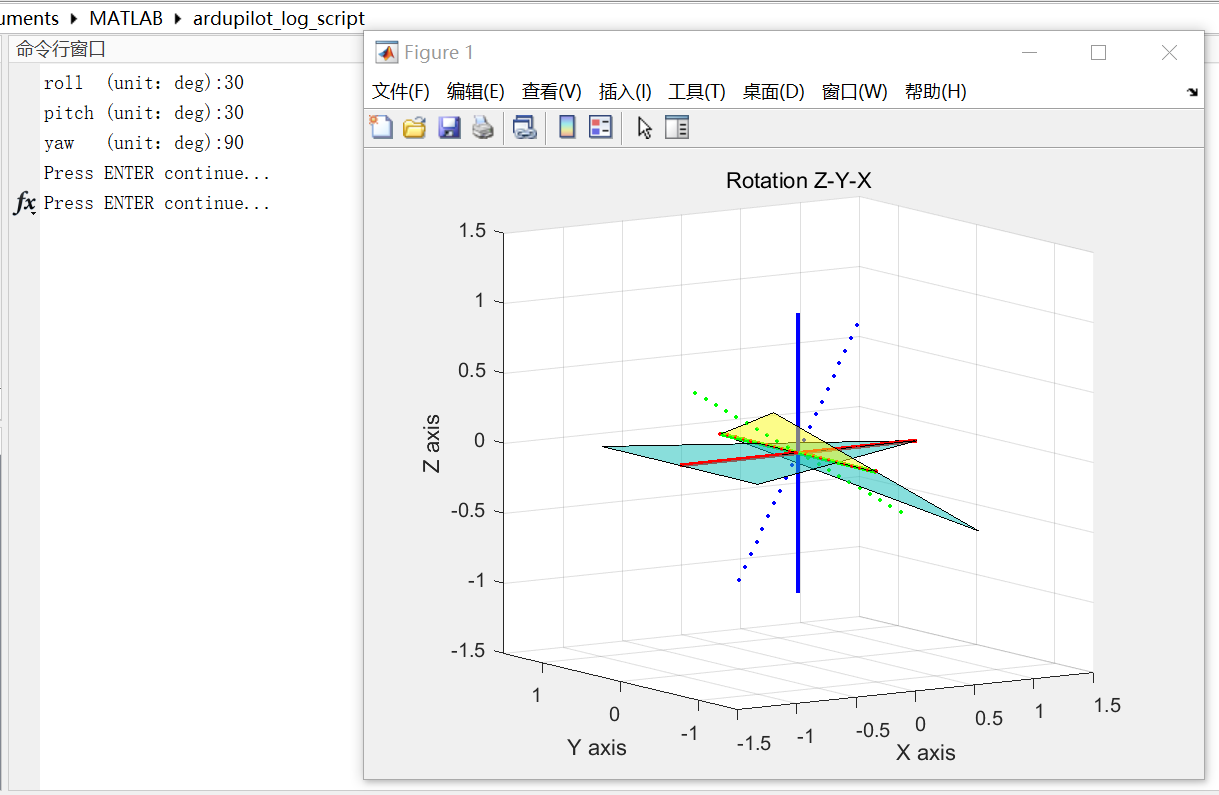 uments ▸ MATLAB ▸ ardupilot_log_script
命令行窗口
roll (unit: deg):30
pitch (unit: deg):30
yaw (unit: deg):90
Press ENTER continue...
fx Press ENTER continue...
Figure 1
文件(F) 编辑(E) 查看(V) 插入(I) 工具(T) 桌面(D) 窗口(W) 帮助(H)
Rotation Z-Y-X
1.5
1
0.5
0
-0.5
-1
-1.5
Z axis
1
0
-1
Y axis
-1.5
-1
-0.5
0
0.5
1
1.5
X axis